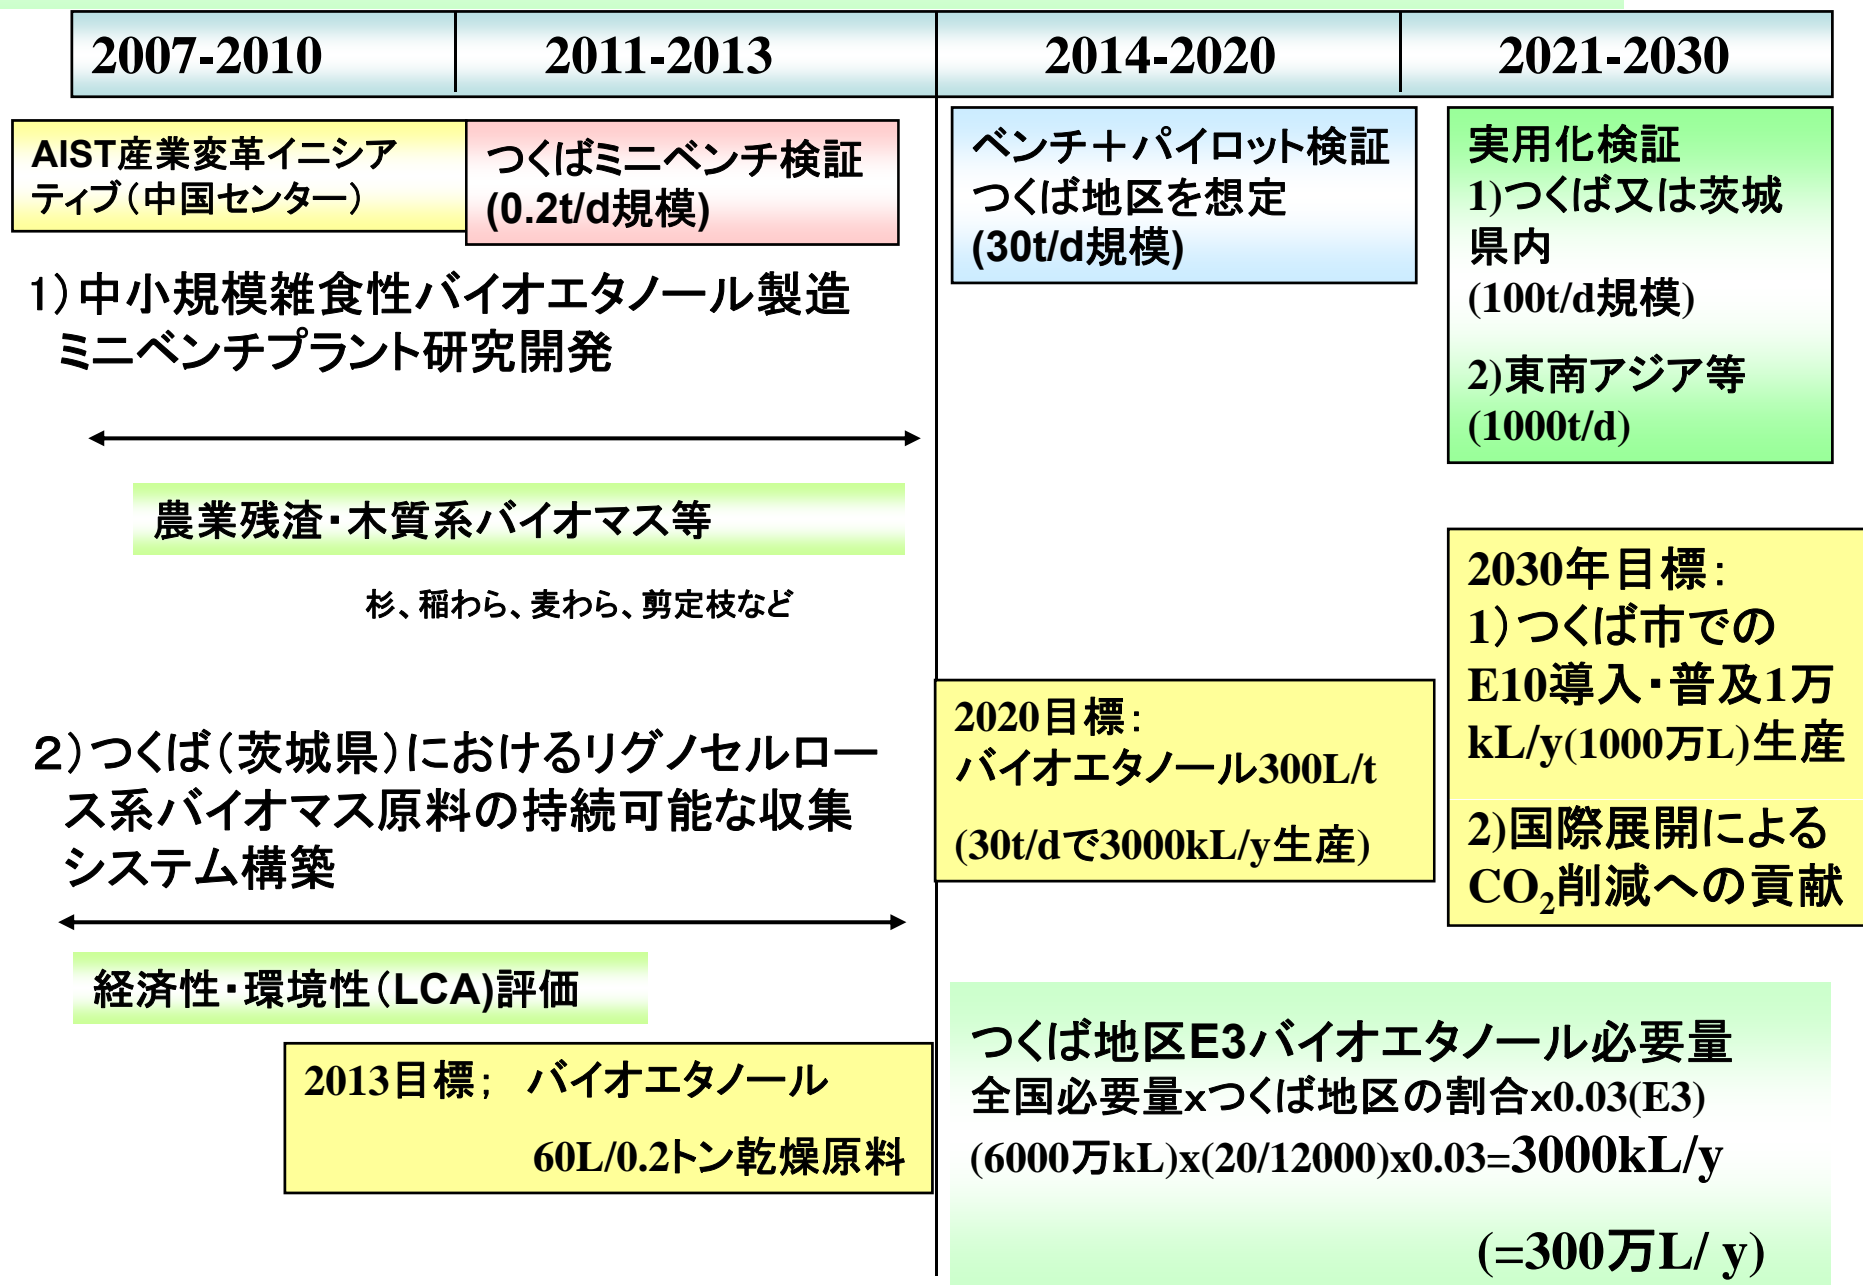 2007-2010 2011-2013 2014-2020 2021-2030
AIST産業変革イニシア
ティブ（中国センター）
つくばミニベンチ検証
(0.2t/d規模)
ベンチ＋パイロット検証
つくば地区を想定
(30t/d規模)
実用化検証
1)つくば又は茨城
県内
(100t/d規模)
2)東南アジア等
(1000t/d)
1）中小規模雑食性バイオエタノール製造
ミニベンチプラント研究開発
農業残渣・木質系バイオマス等
杉、稲わら、麦わら、剪定枝など
2）つくば（茨城県）におけるリグノセルロー
ス系バイオマス原料の持続可能な収集
システム構築
経済性・環境性（LCA)評価
2013目標； バイオエタノール
60L/0.2トン乾燥原料
2020目標：
バイオエタノール300L/t
(30t/dで3000kL/y生産)
2030年目標：
1）つくば市での
E10導入・普及1万
kL/y(1000万L)生産
2)国際展開による
CO₂削減への貢献
つくば地区E3バイオエタノール必要量
全国必要量xつくば地区の割合x0.03(E3)
(6000万kL)x(20/12000)x0.03=3000kL/y
(=300万L/ y)